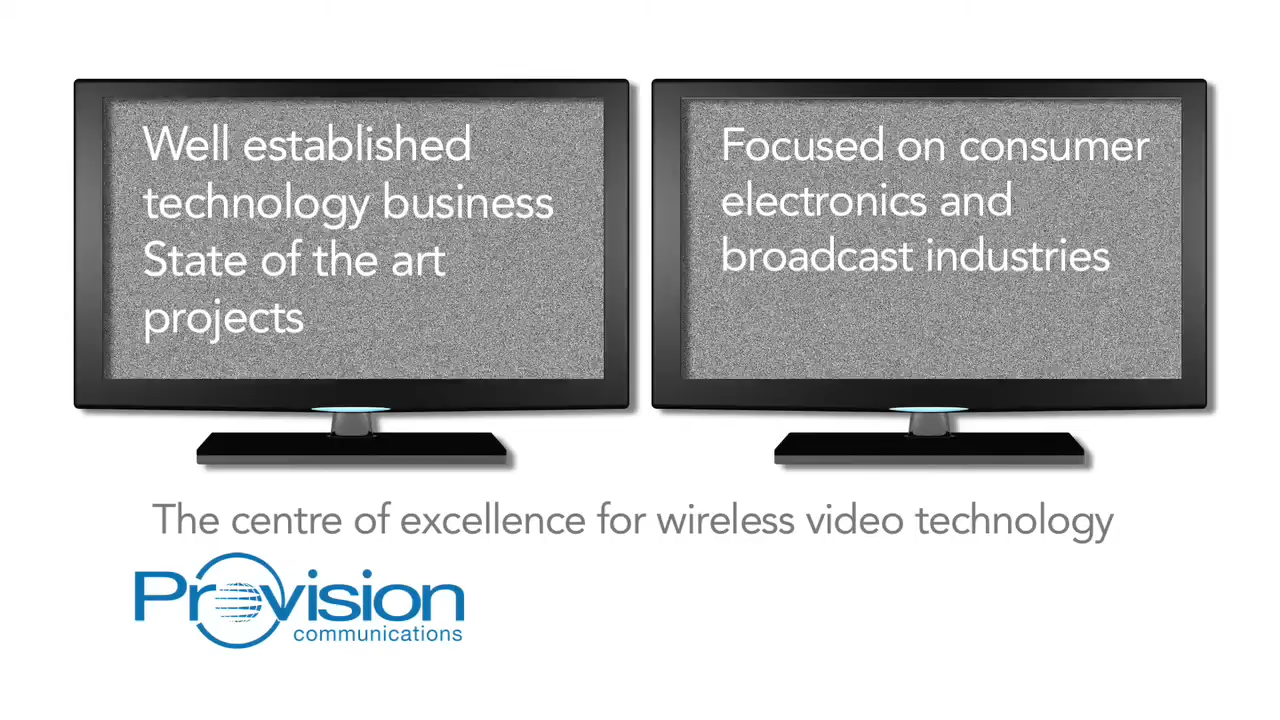 Well established
technology business
State of the art
projects
Focused on consumer
electronics and
broadcast industries
The centre of excellence for wireless video technology
Provision
communications